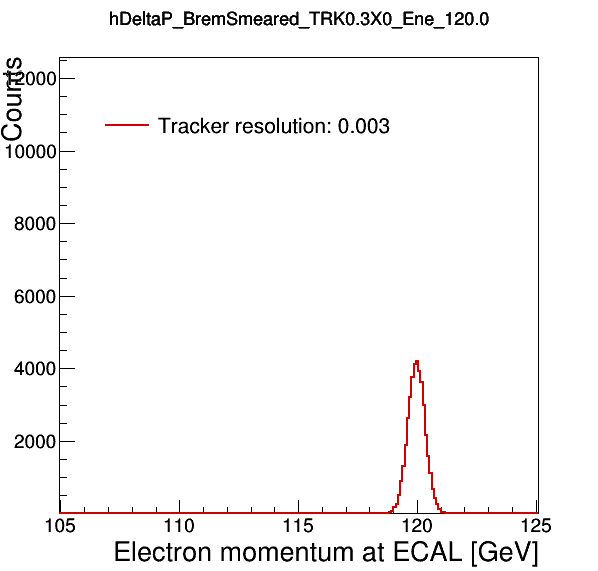 hDeltaP_BremSmeared_TRK0.3X0_Ene_120.0
Counts
12000
10000
8000
6000
4000
2000
Tracker resolution: 0.003
105 110 115 120 125
Electron momentum at ECAL [GeV]